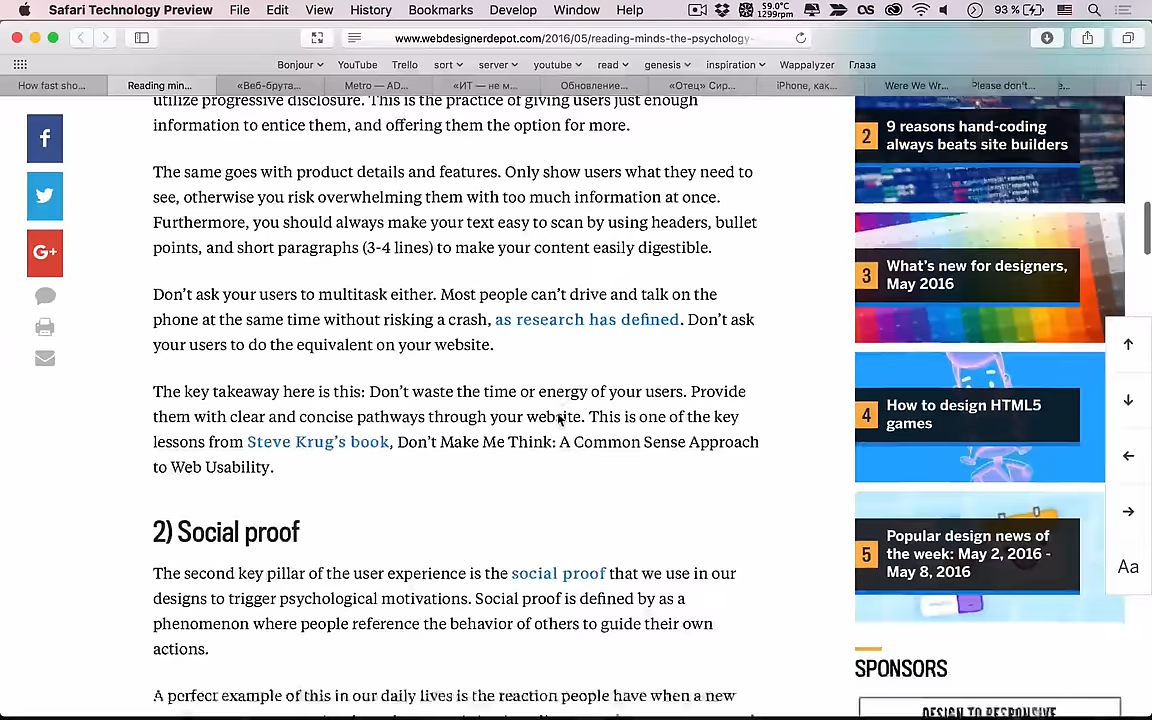 Safari Technology Preview File Edit View History Bookmarks Develop Window Help 59.0°C 1299rpm 93 %
www.webdesignerdepot.com/2016/05/reading-minds-the-psychology-
Bonjour YouTube Trello sort server youtube read genesis inspiration Wappalyzer Глаза
How fast sho... Reading min... «Веб-брута... Metro — AD... «ИТ — не м... Обновление... «Отец» Сир... iPhone, как... Were We Wr... Please don't...
utilize progressive disclosure. This is the practice of giving users just enough
information to entice them, and offering them the option for more.
The same goes with product details and features. Only show users what they need to
see, otherwise you risk overwhelming them with too much information at once.
Furthermore, you should always make your text easy to scan by using headers, bullet
points, and short paragraphs (3-4 lines) to make your content easily digestible.
Don't ask your users to multitask either. Most people can't drive and talk on the
phone at the same time without risking a crash, as research has defined. Don't ask
your users to do the equivalent on your website.
The key takeaway here is this: Don't waste the time or energy of your users. Provide
them with clear and concise pathways through your website. This is one of the key
lessons from Steve Krug's book, Don't Make Me Think: A Common Sense Approach
to Web Usability.
2) Social proof
The second key pillar of the user experience is the social proof that we use in our
designs to trigger psychological motivations. Social proof is defined by as a
phenomenon where people reference the behavior of others to guide their own
actions.
A perfect example of this in our daily lives is the reaction people have when a new
f
G+
2
9 reasons hand-coding
always beats site builders
3
What's new for designers,
May 2016
4
How to design HTML5
games
5
Popular design news of
the week: May 2, 2016 -
May 8, 2016
Aa
SPONSORS
DESIGN TO RESPONSIVE